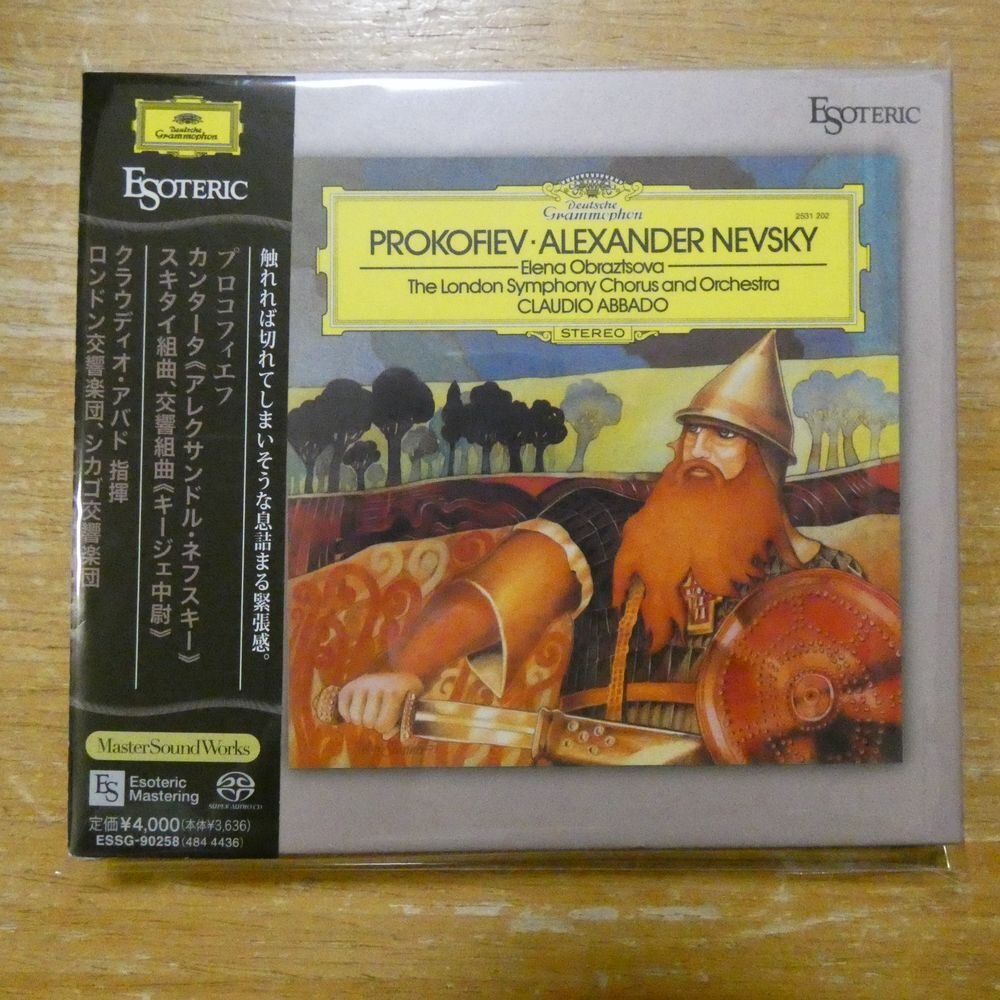 Deutsche
Grammophon
ESOTERIC
触れれば切れてしまいそうな息詰まる緊張感。
プロコフィエフ
カンタータ《アレクサンドル・ネフスキー》
スキタイ組曲、交響組曲《キージェ中尉》
クラウディオ・アバド 指揮
ロンドン交響楽団、シカゴ交響楽団
MasterSoundWorks
ES
Esoteric
Mastering
SUPER AUDIO CD
定価¥4,000(本体¥3,636)
ESSG-90258(484 4436)
ESOTERIC
Deutsche
Grammophon
2531 202
PROKOFIEV·ALEXANDER NEVSKY
Elena Obraztsova
The London Symphony Chorus and Orchestra
CLAUDIO ABBADO
STEREO